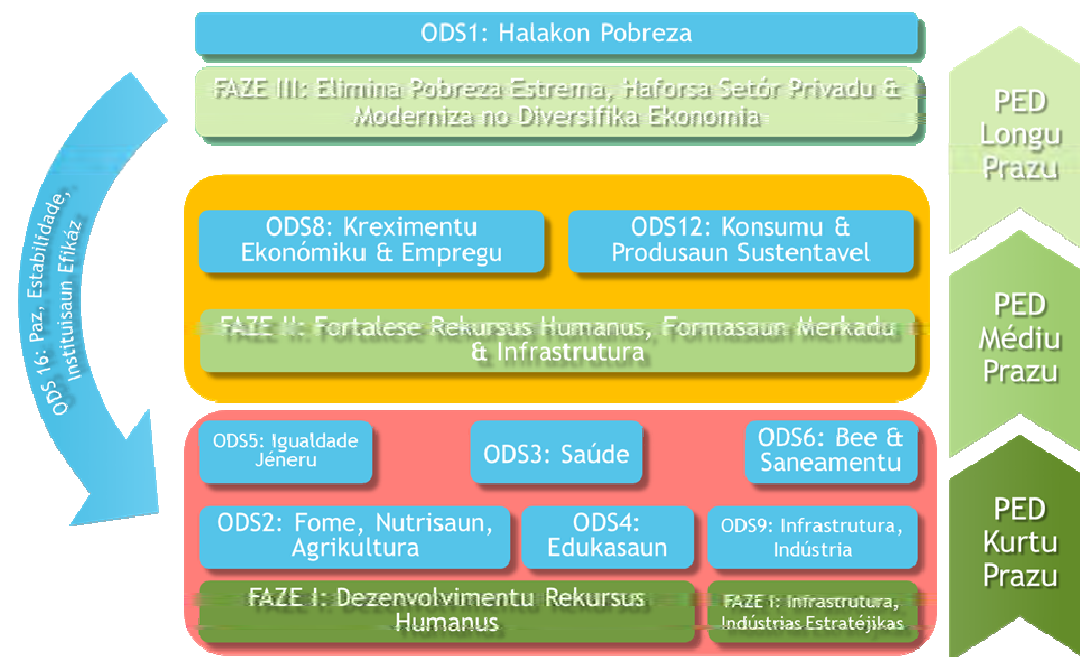 ODS1: Halakon Pobreza
FAZE III: Elimina Pobreza Estrema, Haforsa Setór Privadu &
Moderniza no Diversifika Ekonomia
PED
Longu
Prazu
ODS 16: Paz, Estabilidade,
Instituisaun Efikáz
ODS8: Kreximentu
Ekonómiku & Empregu
ODS12: Konsumu &
Produsaun Sustentavel
FAZE II: Fortalese Rekursus Humanus, Formasaun Merkadu
& Infrastrutura
PED
Médiu
Prazu
ODS5: Igualdade
Jéneru
ODS3: Saúde
ODS6: Bee &
Saneamentu
ODS2: Fome, Nutrisaun,
Agrikultura
ODS4:
Edukasaun
ODS9: Infrastrutura,
Indústria
FAZE I: Dezenvolvimentu Rekursus
Humanus
FAZE I: Infrastrutura,
Indústrias Estratéjikas
PED
Kurtu
Prazu